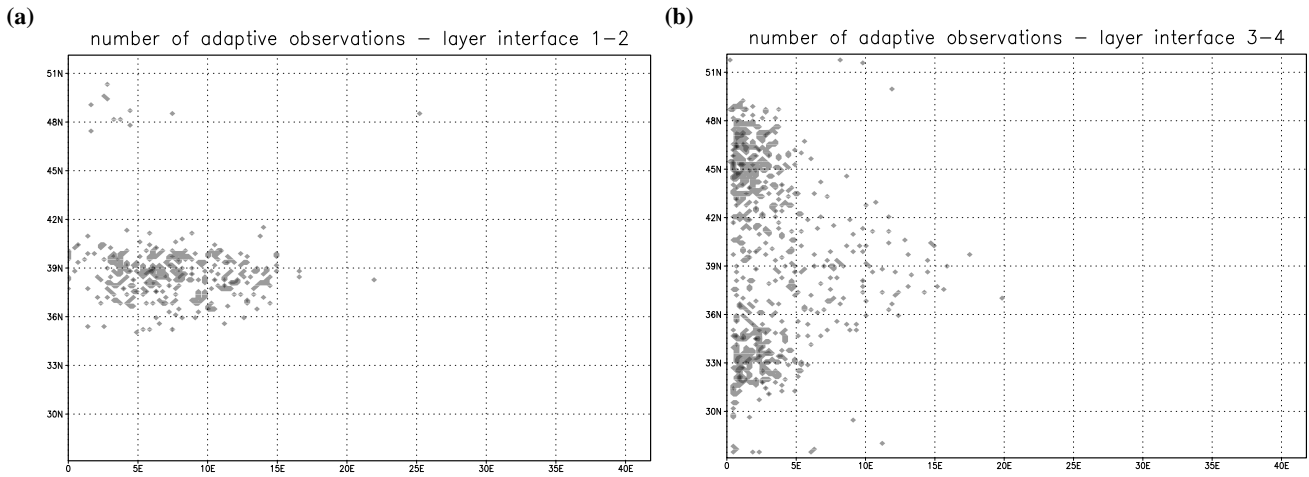 (a)
number of adaptive observations − layer interface 1−2
51N
48N
45N
42N
39N
36N
33N
30N
0 5E 10E 15E 20E 25E 30E 35E 40E
(b)
number of adaptive observations − layer interface 3−4
51N
48N
45N
42N
39N
36N
33N
30N
0 5E 10E 15E 20E 25E 30E 35E 40E